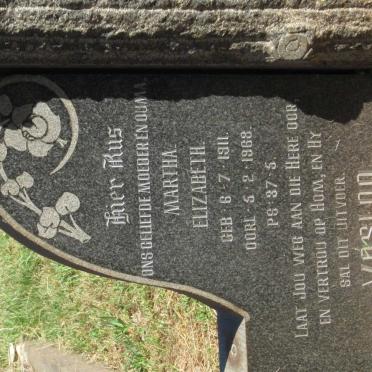 Hier Rus
ONS GELIEFDE MOEDER EN OUMA
MARTHA
ELIZABETH.
GEB 6·7·1911.
OORL 5·2·1968.
PS 37:5.
LAAT JOU WEG AAN DIE HERE OOR
EN VERTROU OP HOM, EN HY
SAL DIT UITVOER.